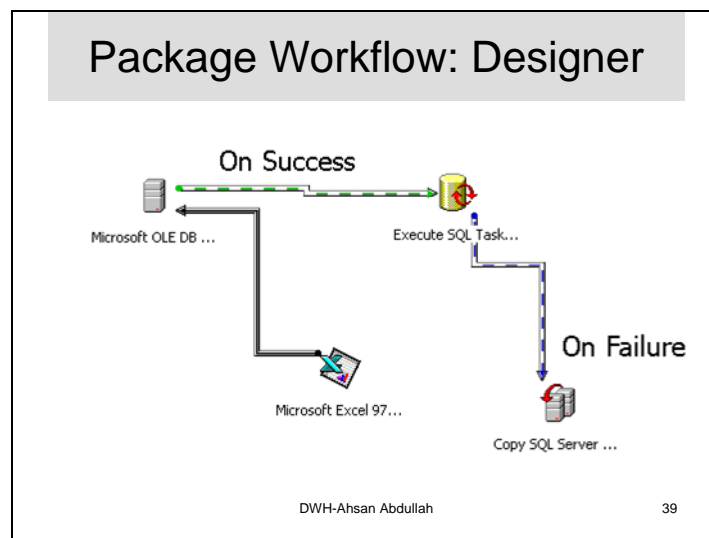 Package Workflow: Designer
On Success
Microsoft OLE DB ...
Execute SQL Task...
On Failure
Microsoft Excel 97...
Copy SQL Server ...
DWH-Ahsan Abdullah
39